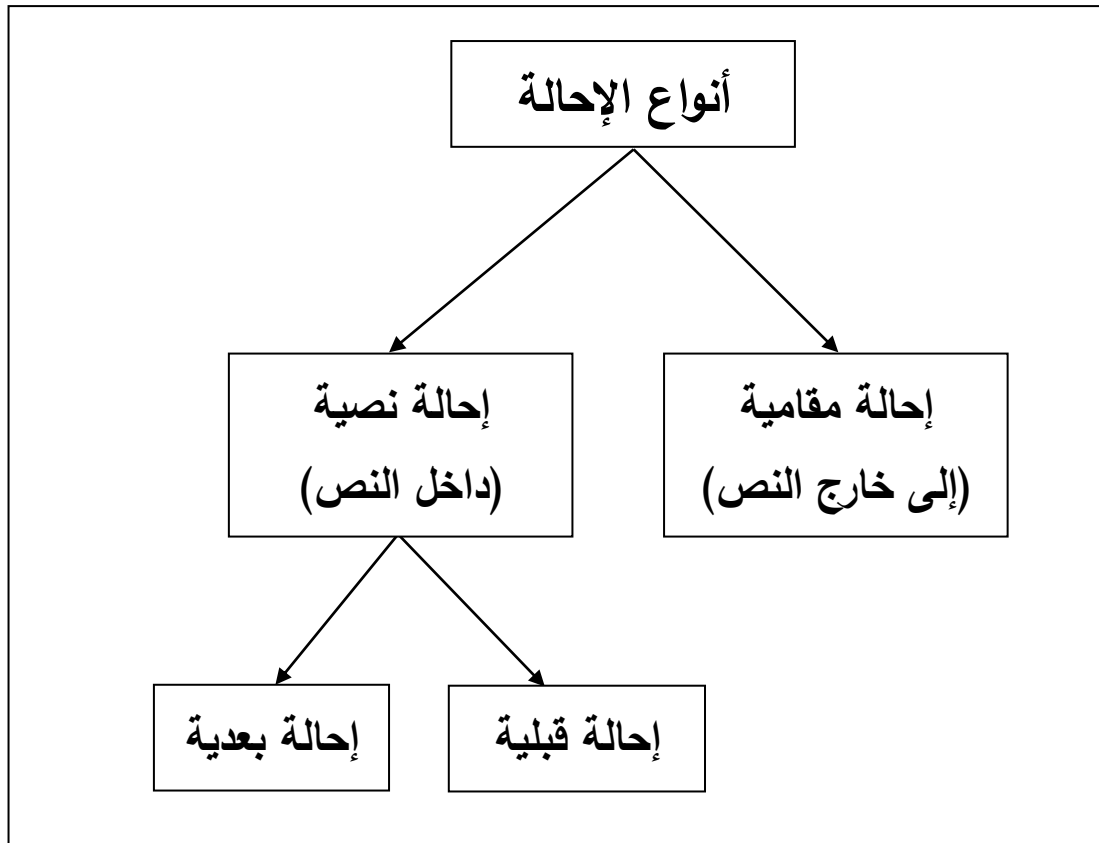 أنواع الإحالة
إحالة مقامية
(إلى خارج النص)
إحالة نصية
(داخل النص)
إحالة قبلية
إحالة بعدية